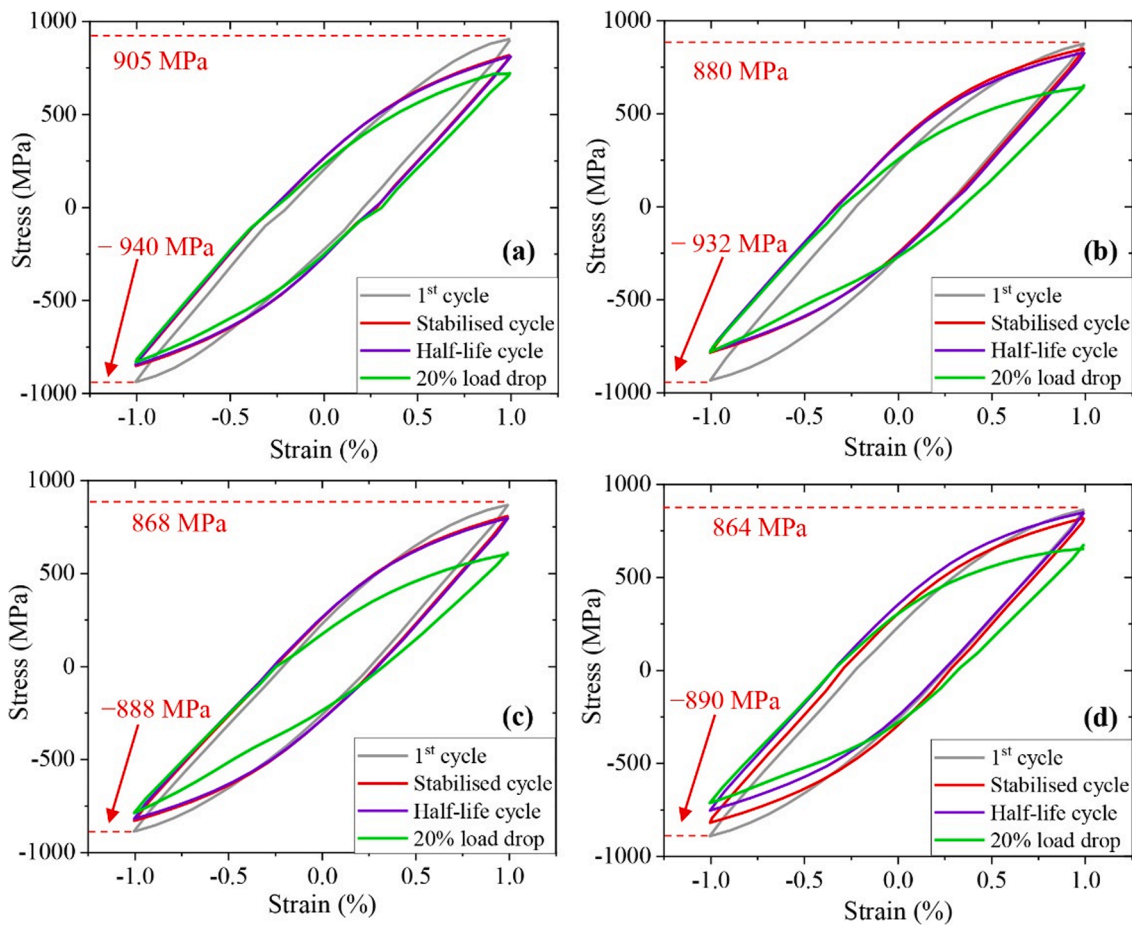 1000
905 MPa
500
Stress (MPa)
0
− 940 MPa
(a)
1st cycle
-500
Stabilised cycle
Half-life cycle
20% load drop
-1000
-1.0
-0.5
0.0
0.5
1.0
Strain (%)
1000
880 MPa
500
Stress (MPa)
0
− 932 MPa
(b)
1st cycle
-500
Stabilised cycle
Half-life cycle
20% load drop
-1000
-1.0
-0.5
0.0
0.5
1.0
Strain (%)
1000
868 MPa
500
Stress (MPa)
0
−888 MPa
(c)
1st cycle
-500
Stabilised cycle
Half-life cycle
20% load drop
-1000
-1.0
-0.5
0.0
0.5
1.0
Strain (%)
1000
864 MPa
500
Stress (MPa)
0
−890 MPa
(d)
1st cycle
-500
Stabilised cycle
Half-life cycle
20% load drop
-1000
-1.0
-0.5
0.0
0.5
1.0
Strain (%)